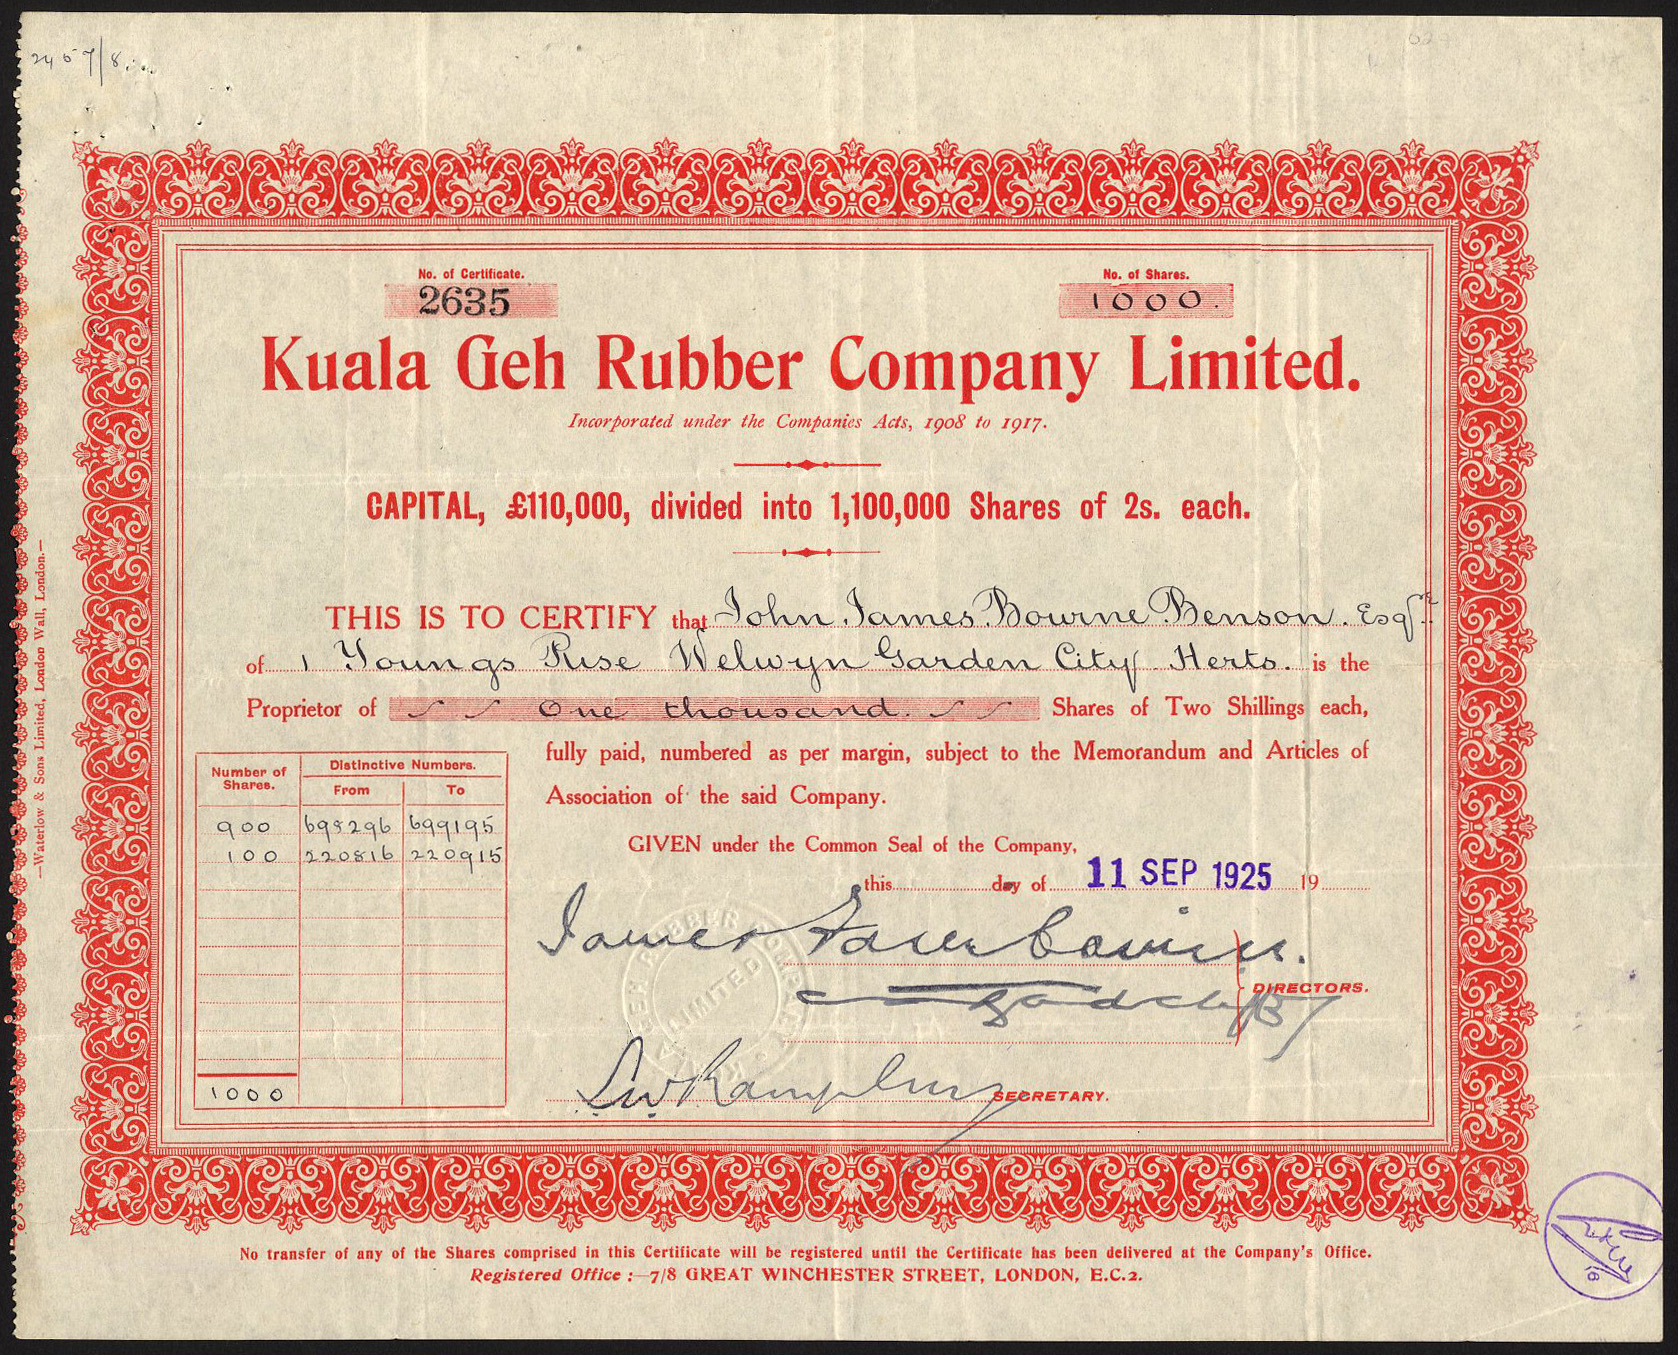 2457/8
No. of Certificate.
2635
No. of Shares.
1000.
Kuala Geh Rubber Company Limited.
Incorporated under the Companies Acts, 1908 to 1917.
CAPITAL, £110,000, divided into 1,100,000 Shares of 2s. each.
THIS IS TO CERTIFY that John James Bourne Benson. Esqre
of 1 Youngs Rise Welwyn Garden City Herts. is the
Proprietor of One thousand. Shares of Two Shillings each,
fully paid, numbered as per margin, subject to the Memorandum and Articles of
Association of the said Company.
GIVEN under the Common Seal of the Company,
this day of 11 SEP 1925 19
Number of Shares. Distinctive Numbers.
From To
900 698296 699195
100 220816 220915
1000
James
DIRECTORS.
SECRETARY.
RUBBER
LIMITED
No transfer of any of the Shares comprised in this Certificate will be registered until the Certificate has been delivered at the Company's Office.
Registered Office :—7/8 GREAT WINCHESTER STREET, LONDON, E.C.2.
—Waterlow & Sons Limited, London Wall, London.—